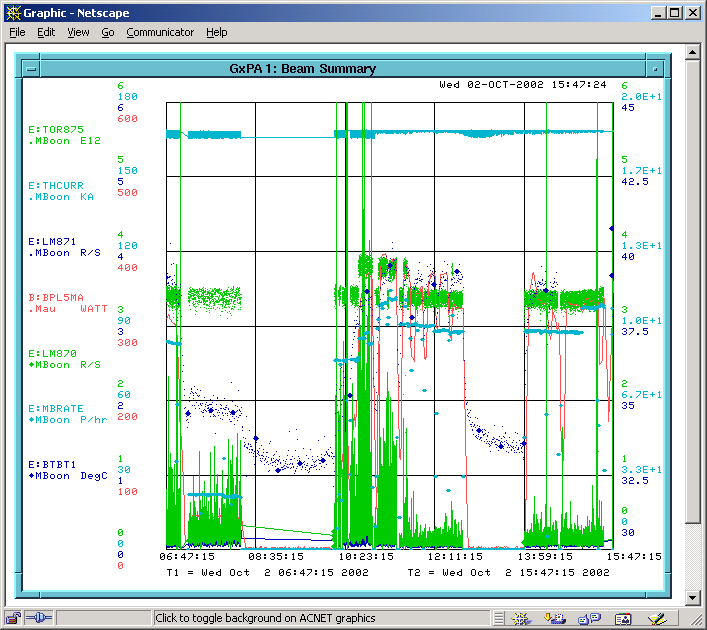 Graphic - Netscape
File Edit View Go Communicator Help
GxPA 1: Beam Summary
Wed 02-OCT-2002 15:47:24
6 6
180 2.0E+1
6 45
600
E:TOR875
.MBoon E12
5 5
150 1.7E+1
5 42.5
500
E:THCURR
.MBoon KA
4 4
120 1.3E+1
4 40
400
E:LM871
.MBoon R/S
B:BPL5MA
.Mau WATT
3 3
90 1.0E+1
3 37.5
300
E:LM870
◆MBoon R/S
2 2
60 6.7E+1
2 35
200
E:MBRATE
◆MBoon P/hr
1 1
30 3.3E+1
1 32.5
100
E:BTBT1
◆MBoon DegC
0 0
0 0
0 30
0
06:47:15 08:35:15 10:23:15 12:11:15 13:59:15 15:47:15
T1 = Wed Oct 2 06:47:15 2002 T2 = Wed Oct 2 15:47:15 2002
Click to toggle background on ACNET graphics